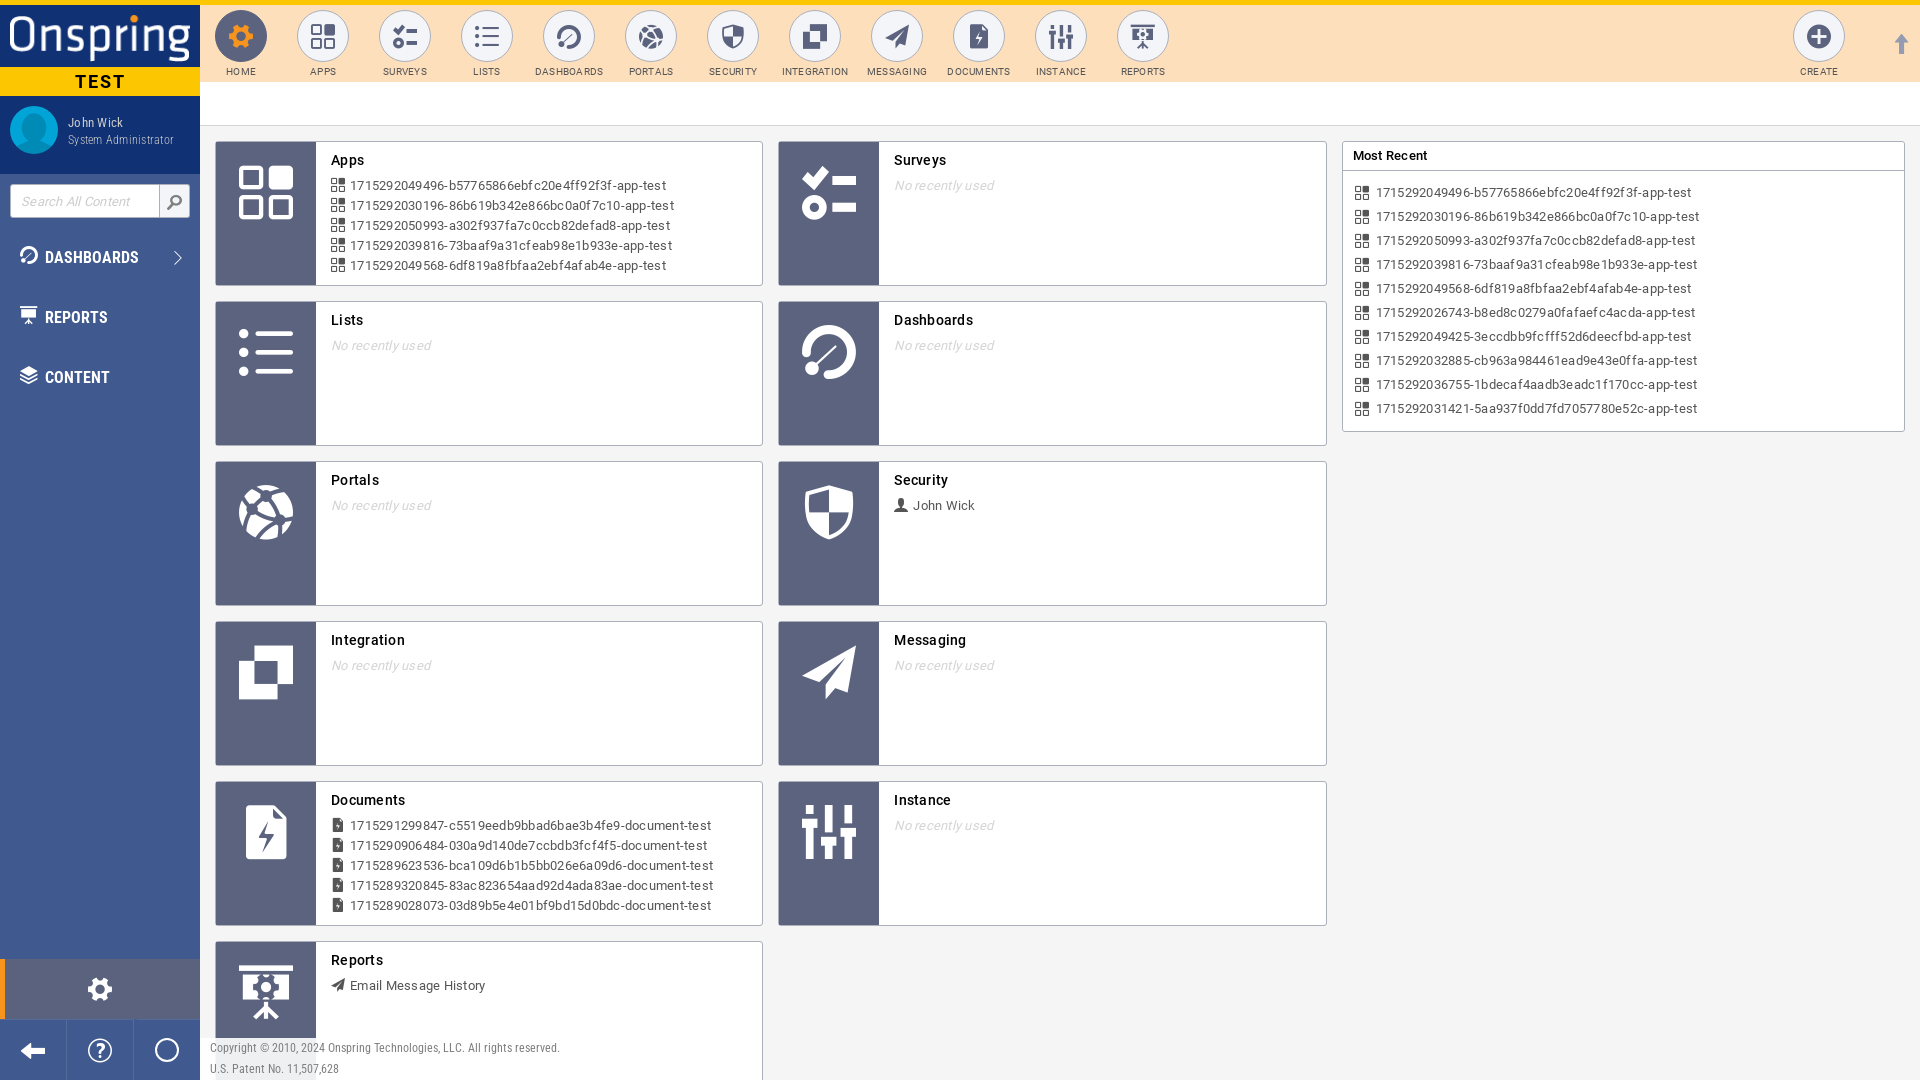 Onspring
TEST
John Wick
System Administrator
Search All Content
DASHBOARDS
REPORTS
CONTENT
HOME
APPS
SURVEYS
LISTS
DASHBOARDS
PORTALS
SECURITY
INTEGRATION
MESSAGING
DOCUMENTS
INSTANCE
REPORTS
CREATE
Apps
1715292049496-b57765866ebfc20e4ff92f3f-app-test
1715292030196-86b619b342e866bc0a0f7c10-app-test
1715292050993-a302f937fa7c0ccb82defad8-app-test
1715292039816-73baaf9a31cfeab98e1b933e-app-test
1715292049568-6df819a8fbfaa2ebf4afab4e-app-test
Surveys
No recently used
Lists
No recently used
Dashboards
No recently used
Portals
No recently used
Security
John Wick
Integration
No recently used
Messaging
No recently used
Documents
1715291299847-c5519eedb9bbad6bae3b4fe9-document-test
1715290906484-030a9d140de7ccbdb3fcf4f5-document-test
1715289623536-bca109d6b1b5bb026e6a09d6-document-test
1715289320845-83ac823654aad92d4ada83ae-document-test
1715289028073-03d89b5e4e01bf9bd15d0bdc-document-test
Instance
No recently used
Reports
Email Message History
Most Recent
1715292049496-b57765866ebfc20e4ff92f3f-app-test
1715292030196-86b619b342e866bc0a0f7c10-app-test
1715292050993-a302f937fa7c0ccb82defad8-app-test
1715292039816-73baaf9a31cfeab98e1b933e-app-test
1715292049568-6df819a8fbfaa2ebf4afab4e-app-test
1715292026743-b8ed8c0279a0fafaefc4acda-app-test
1715292049425-3eccdbb9fcfff52d6deecfbd-app-test
1715292032885-cb963a984461ead9e43e0ffa-app-test
1715292036755-1bdecaf4aadb3eadc1f170cc-app-test
1715292031421-5aa937f0dd7fd7057780e52c-app-test
Copyright © 2010, 2024 Onspring Technologies, LLC. All rights reserved.
U.S. Patent No. 11,507,628